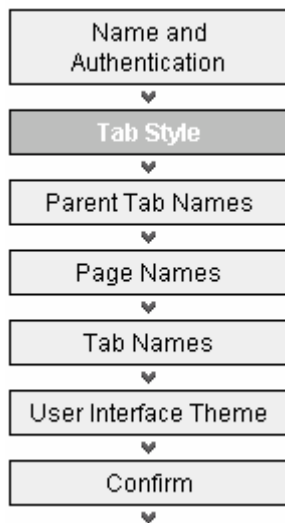 Name and
Authentication
Tab Style
Parent Tab Names
Page Names
Tab Names
User Interface Theme
Confirm